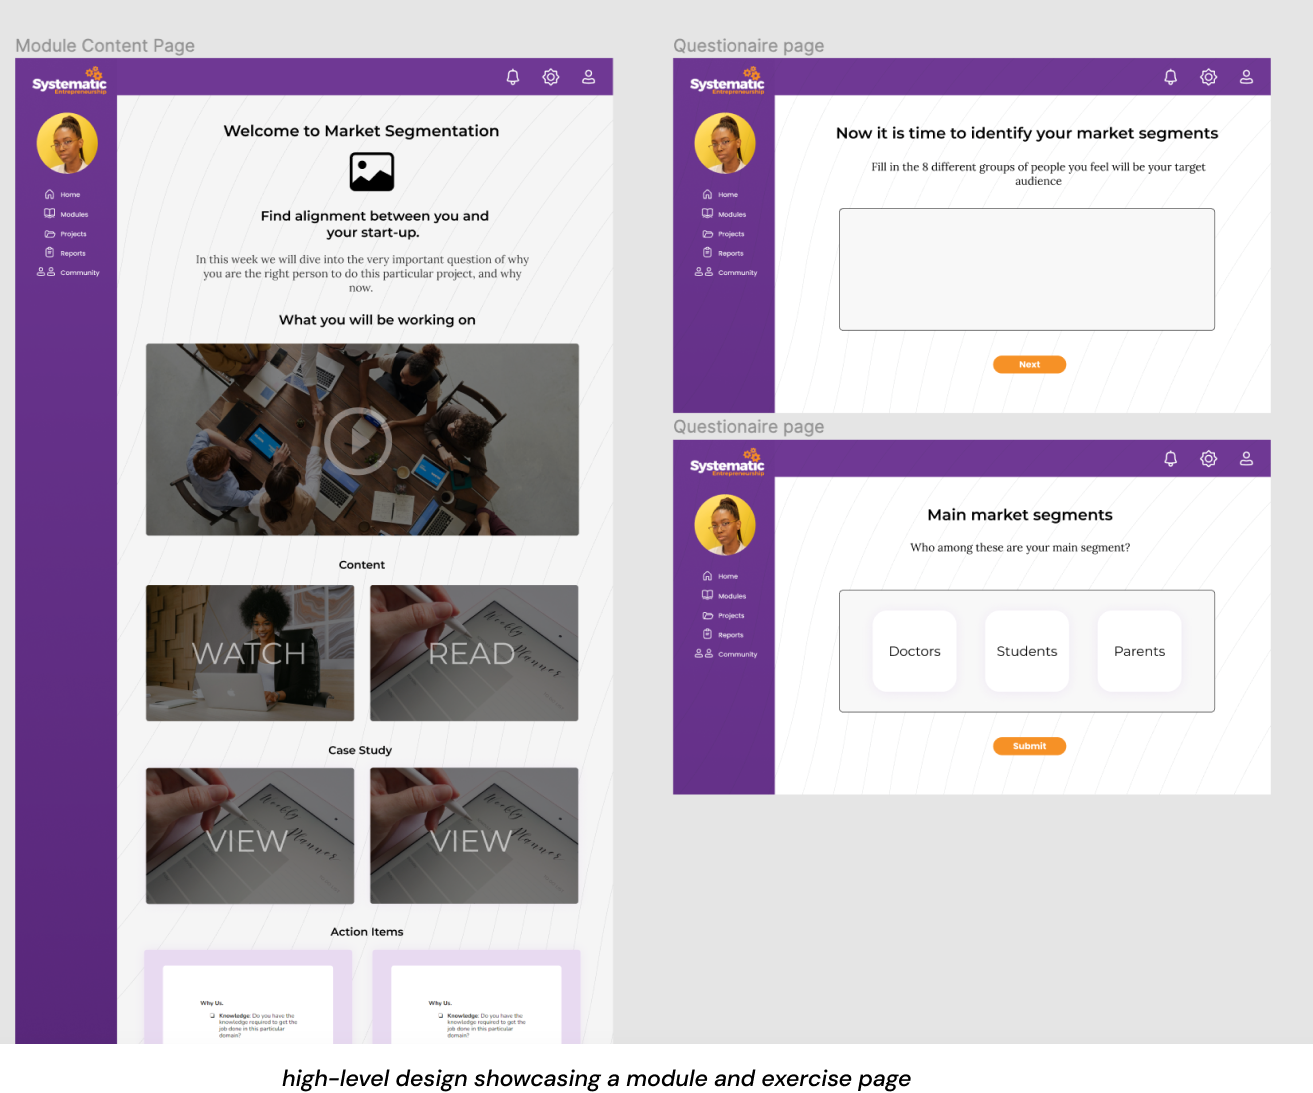 Module Content Page
Systematic
Entrepreneurship
Home
Modules
Projects
Reports
Community
Welcome to Market Segmentation
Find alignment between you and
your start-up.
In this week we will dive into the very important question of why
you are the right person to do this particular project, and why
now.
What you will be working on
Content
WATCH
READ
Weekly
Planner
Case Study
VIEW
Weekly
Planner
VIEW
Weekly
Planner
Action Items
Why Us.
Knowledge: Do you have the
knowledge required to get the
job done in this particular
domain?
Why Us.
Knowledge: Do you have the
knowledge required to get the
job done in this particular
domain?
Questionaire page
Systematic
Entrepreneurship
Home
Modules
Projects
Reports
Community
Now it is time to identify your market segments
Fill in the 8 different groups of people you feel will be your target
audience
Next
Questionaire page
Systematic
Entrepreneurship
Home
Modules
Projects
Reports
Community
Main market segments
Who among these are your main segment?
Doctors
Students
Parents
Submit
high-level design showcasing a module and exercise page